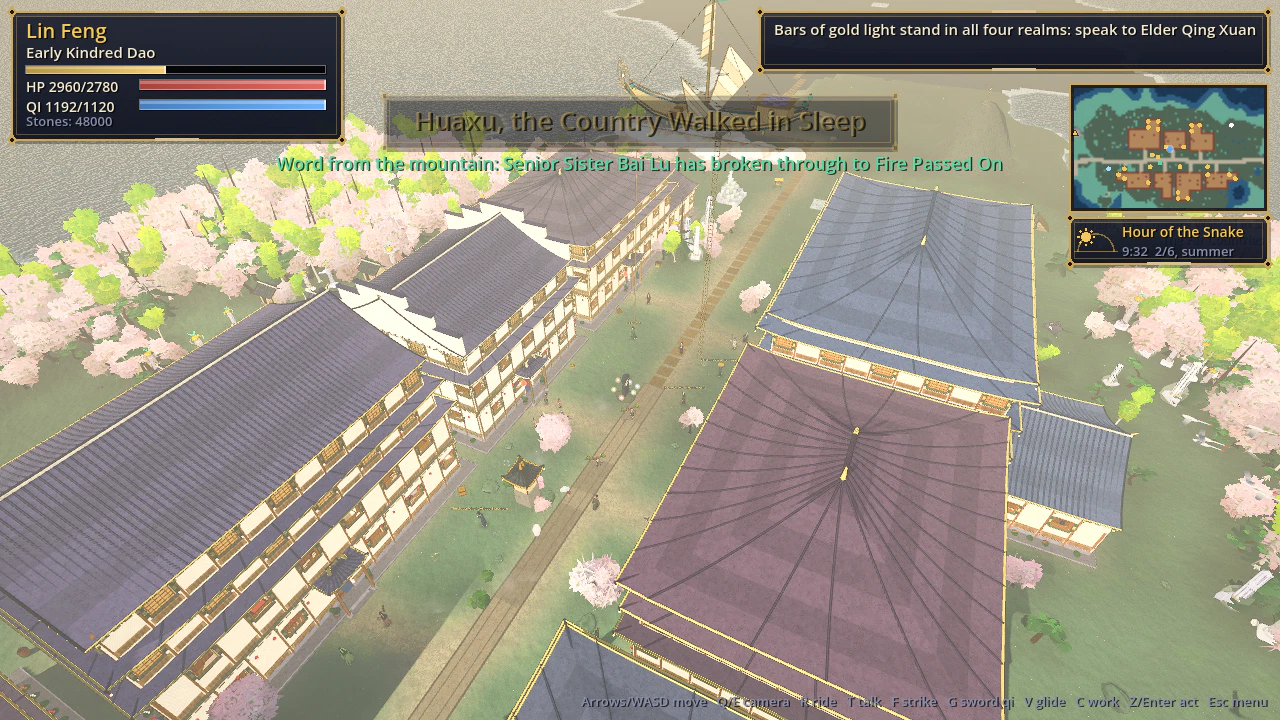 Lin Feng
Early Kindred Dao
HP 2960/2780
QI 1192/1120
Stones: 48000
Bars of gold light stand in all four realms: speak to Elder Qing Xuan
Huaxu, the Country Walked in Sleep
Word from the mountain: Senior Sister Bai Lu has broken through to Fire Passed On
Hour of the Snake
9:32 2/6, summer
Arrows/WASD move Q/E camera R ride T talk F strike G sword qi V glide C work Z/Enter act Esc menu